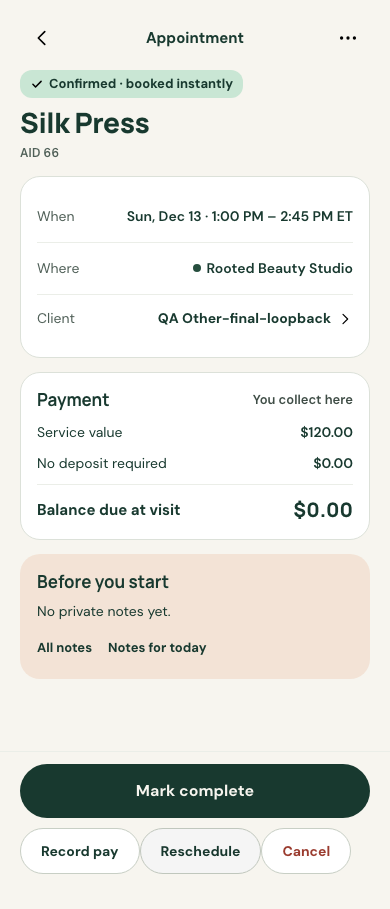 Appointment
Confirmed · booked instantly
Silk Press
AID 66
When Sun, Dec 13 · 1:00 PM – 2:45 PM ET
Where Rooted Beauty Studio
Client QA Other-final-loopback
Payment You collect here
Service value $120.00
No deposit required $0.00
Balance due at visit $0.00
Before you start
No private notes yet.
All notes Notes for today
Mark complete
Record pay Reschedule Cancel